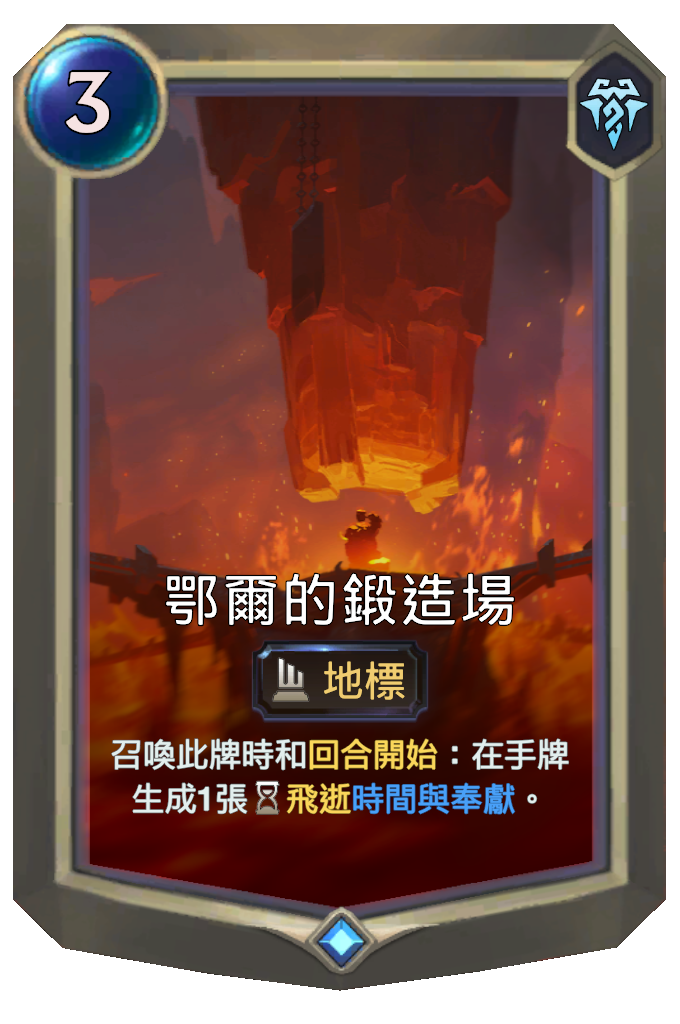 3
鄂爾的鍛造場
地標
召喚此牌時和回合開始：在手牌
生成1張飛逝時間與奉獻。